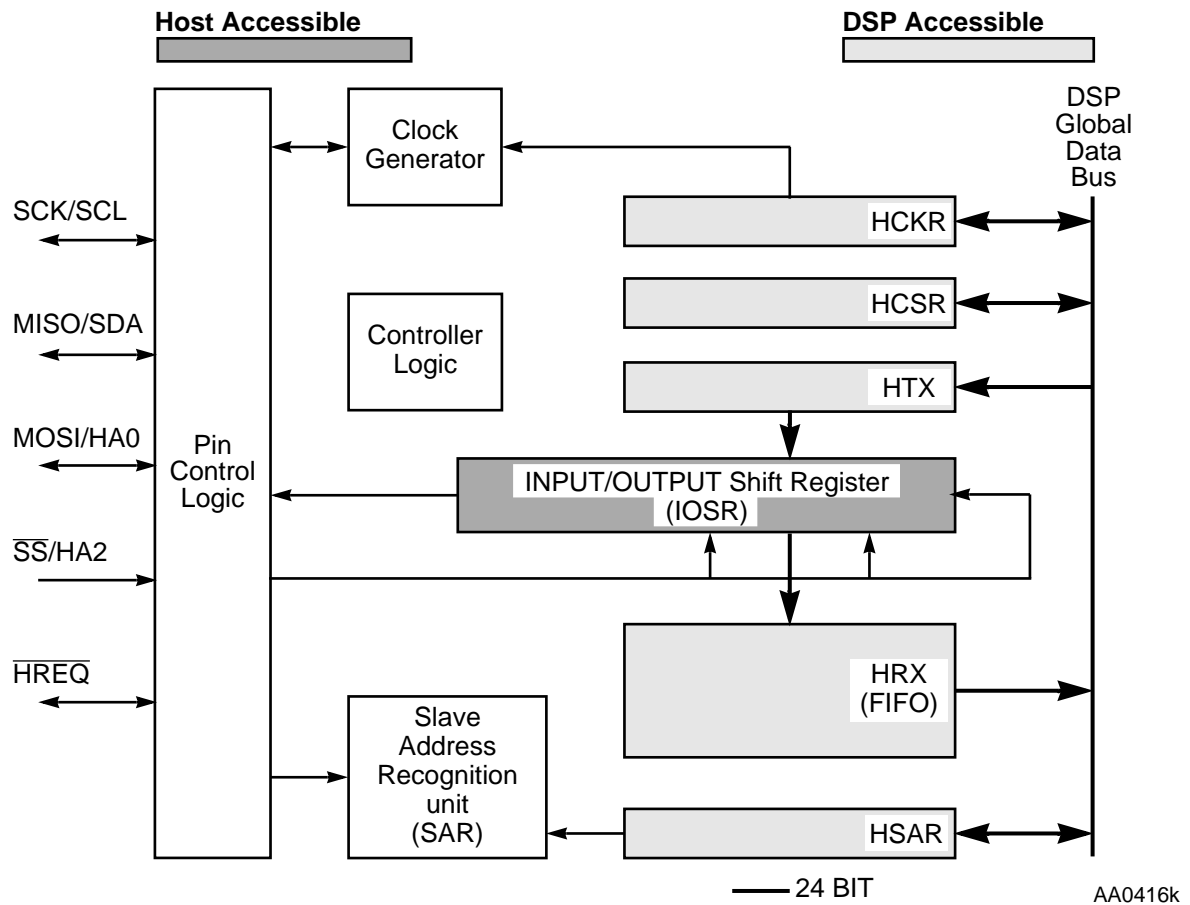 Host Accessible
DSP Accessible
DSP
Global
Data
Bus
Clock
Generator
SCK/SCL
HCKR
HCSR
MISO/SDA
Controller
Logic
HTX
MOSI/HA0
Pin
Control
Logic
INPUT/OUTPUT Shift Register
(IOSR)
SS/HA2
HREQ
HRX
(FIFO)
Slave
Address
Recognition
unit
(SAR)
HSAR
24 BIT
AA0416k